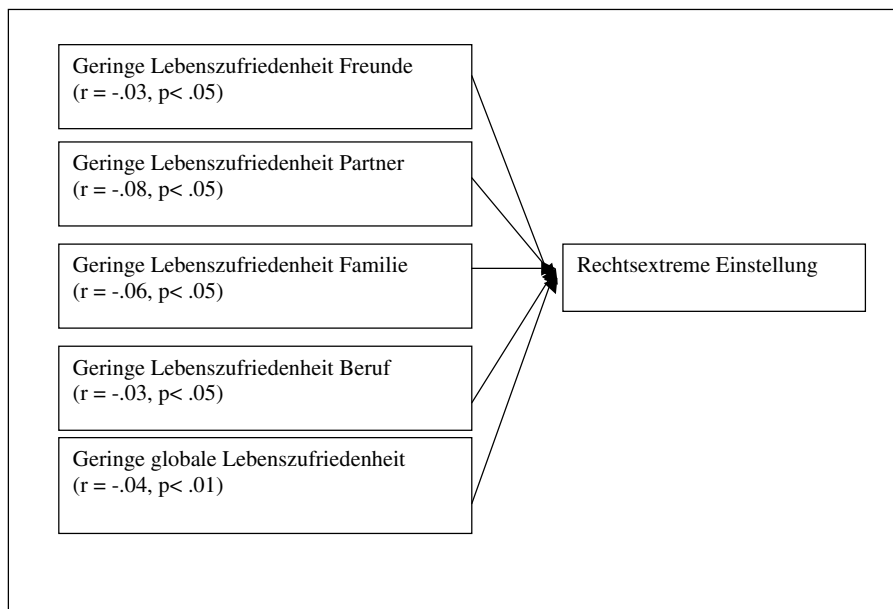 Geringe Lebenszufriedenheit Freunde
(r = -.03, p< .05)
Geringe Lebenszufriedenheit Partner
(r = -.08, p< .05)
Geringe Lebenszufriedenheit Familie
(r = -.06, p< .05)
Rechtsextreme Einstellung
Geringe Lebenszufriedenheit Beruf
(r = -.03, p< .05)
Geringe globale Lebenszufriedenheit
(r = -.04, p< .01)